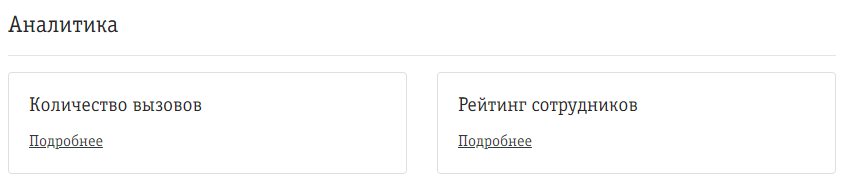 Аналитика
Количество вызовов
Подробнее
Рейтинг сотрудников
Подробнее